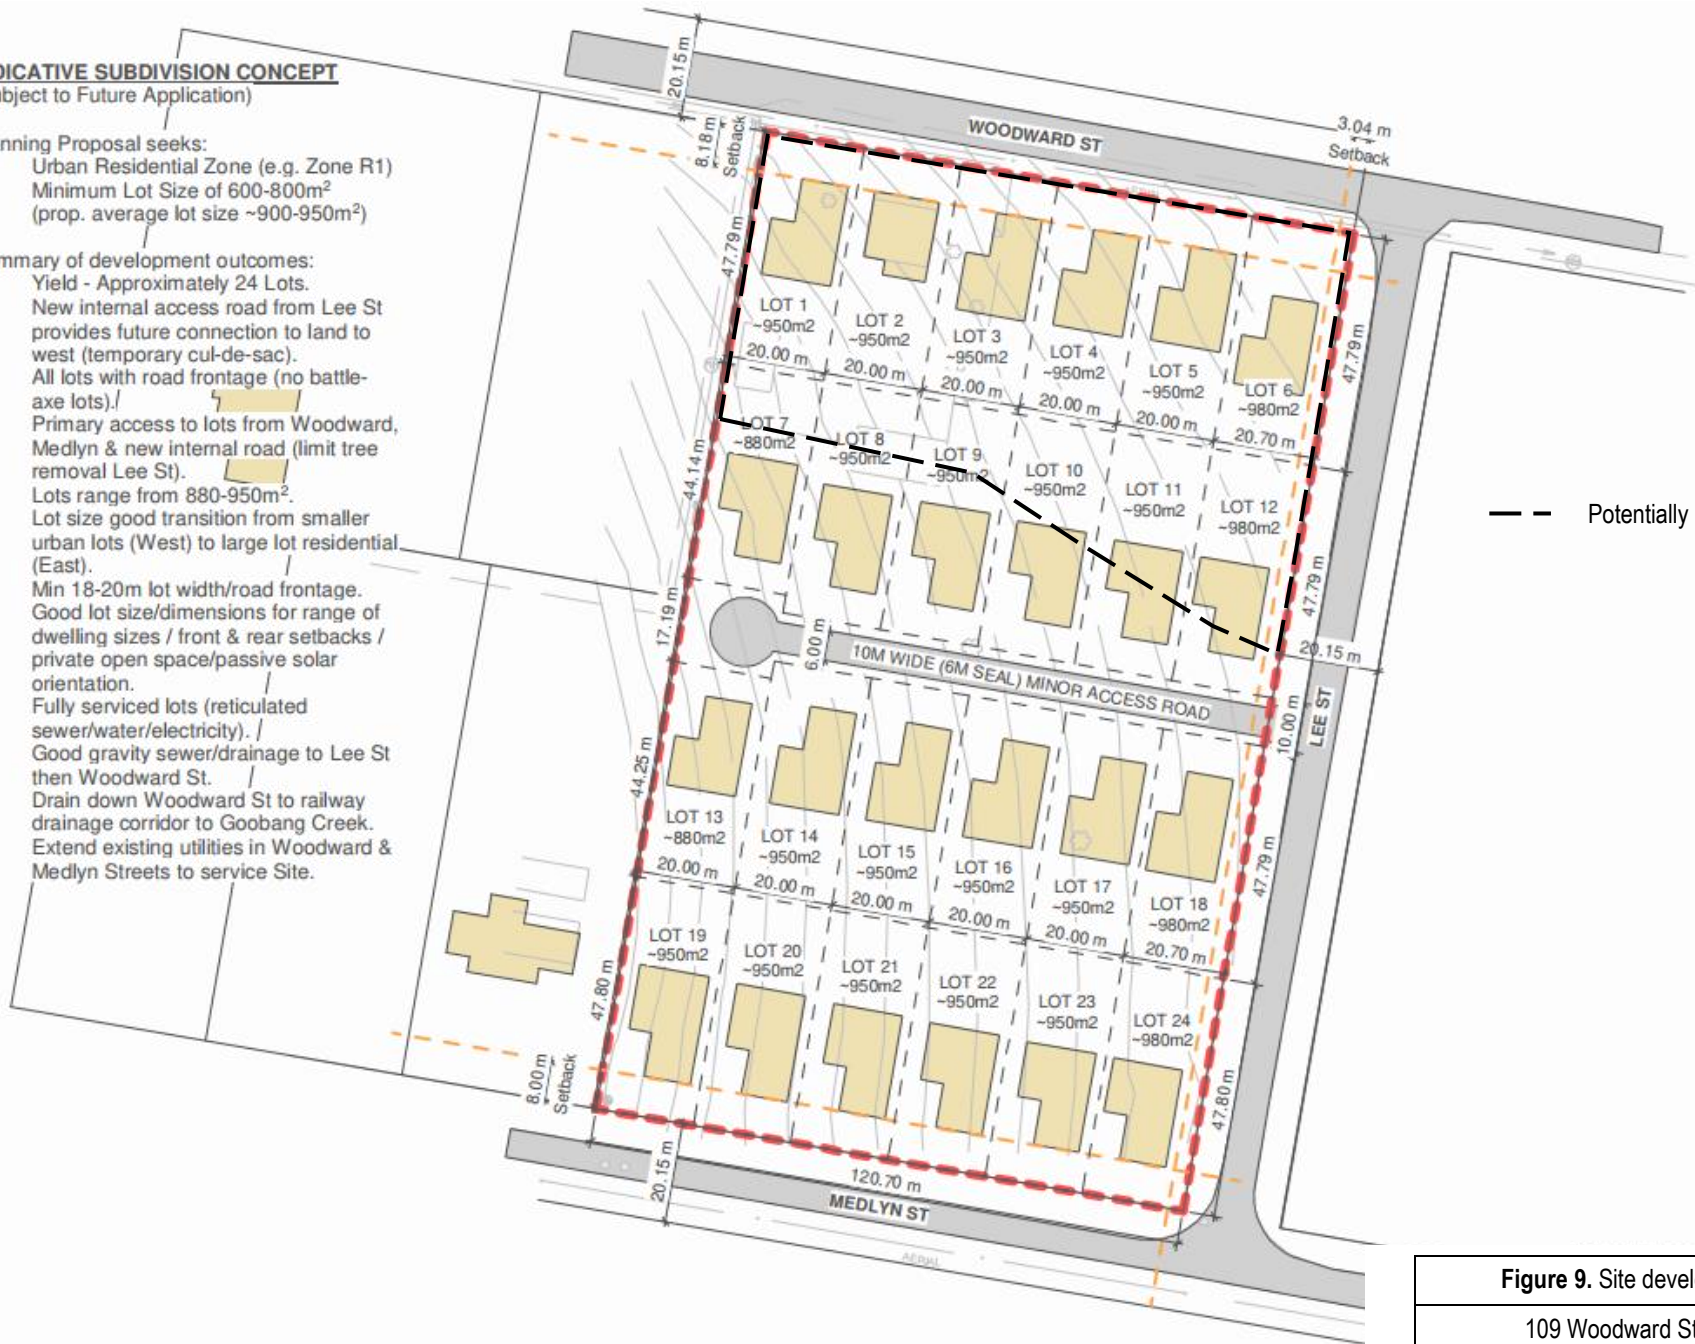 DICATIVE SUBDIVISION CONCEPT
bject to Future Application)
nning Proposal seeks:
Urban Residential Zone (e.g. Zone R1)
Minimum Lot Size of 600-800m²
(prop. average lot size ~900-950m²)
mmary of development outcomes:
Yield - Approximately 24 Lots.
New internal access road from Lee St
provides future connection to land to
west (temporary cul-de-sac).
All lots with road frontage (no battle-
axe lots).
Primary access to lots from Woodward,
Medlyn & new internal road (limit tree
removal Lee St).
Lots range from 880-950m².
Lot size good transition from smaller
urban lots (West) to large lot residential
(East).
Min 18-20m lot width/road frontage.
Good lot size/dimensions for range of
dwelling sizes / front & rear setbacks /
private open space/passive solar
orientation.
Fully serviced lots (reticulated
sewer/water/electricity).
Good gravity sewer/drainage to Lee St
then Woodward St.
Drain down Woodward St to railway
drainage corridor to Goobang Creek.
Extend existing utilities in Woodward &
Medlyn Streets to service Site.
20.15 m
8.18 m
Setback
WOODWARD ST
AERIAL
3.04 m
Setback
47.79 m
47.79 m
LOT 1
~950m2
LOT 2
~950m2
LOT 3
~950m2
LOT 4
~950m2
LOT 5
~950m2
LOT 6
~980m2
20.00 m
20.00 m
20.00 m
20.00 m
20.00 m
20.70 m
LOT 7
~880m2
LOT 8
~950m2
LOT 9
~950m2
LOT 10
~950m2
LOT 11
~950m2
LOT 12
~980m2
44.14 m
47.79 m
Potentially
17.19 m
6.00 m
10M WIDE (6M SEAL) MINOR ACCESS ROAD
20.15 m
10.00 m
LEE ST
44.25 m
47.79 m
LOT 13
~880m2
LOT 14
~950m2
LOT 15
~950m2
LOT 16
~950m2
LOT 17
~950m2
LOT 18
~980m2
20.00 m
20.00 m
20.00 m
20.00 m
20.00 m
20.70 m
LOT 19
~950m2
LOT 20
~950m2
LOT 21
~950m2
LOT 22
~950m2
LOT 23
~950m2
LOT 24
~980m2
47.80 m
47.80 m
8.00 m
Setback
20.15 m
120.70 m
MEDLYN ST
AERIAL
Figure 9. Site devel
109 Woodward St